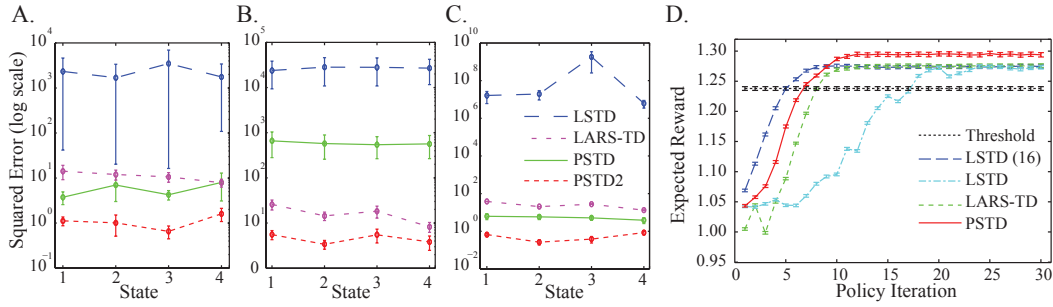 A.
B.
C.
D.
Squared Error (log scale)
10^4
10^3
10^2
10^1
10^0
10^-1
1 2 3 4
State
10^5
10^4
10^3
10^2
10^1
0
1 2 3 4
State
10^10
10^8
10^6
10^4
10^2
10^0
10^-2
1 2 3 4
State
LSTD
LARS-TD
PSTD
PSTD2
Expected Reward
1.30
1.25
1.20
1.15
1.10
1.05
1.00
0.95
0 5 10 15 20 25 30
Policy Iteration
Threshold
LSTD (16)
LSTD
LARS-TD
PSTD